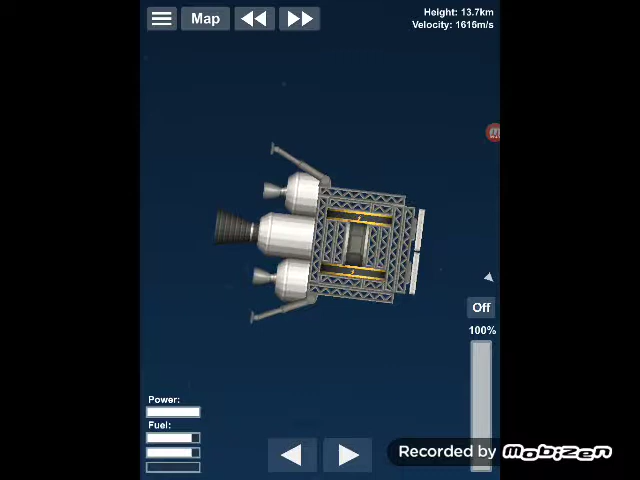 Map
Height: 13.7km
Velocity: 1616m/s
Off
100%
Power:
Fuel:
Recorded by
MOBIZEN